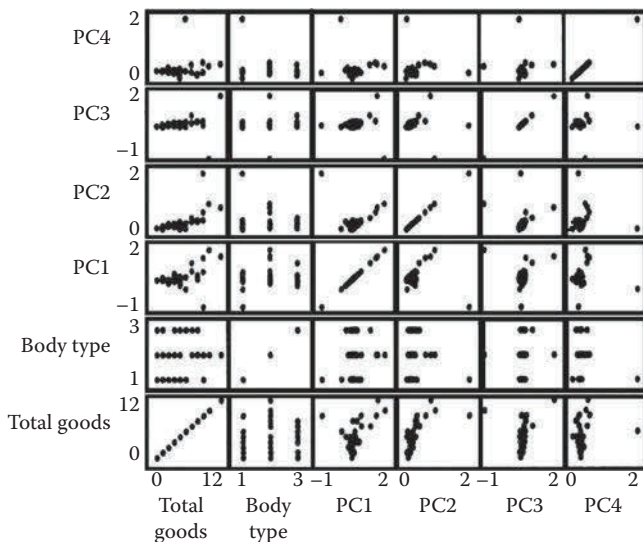 PC4
2
0
PC3
2
−1
PC2
2
0
PC1
2
−1
Body type
3
1
Total goods
12
0
0 12 1 3 −1 2 0 2 −1 2 0 2
Total goods
Body type
PC1
PC2
PC3
PC4